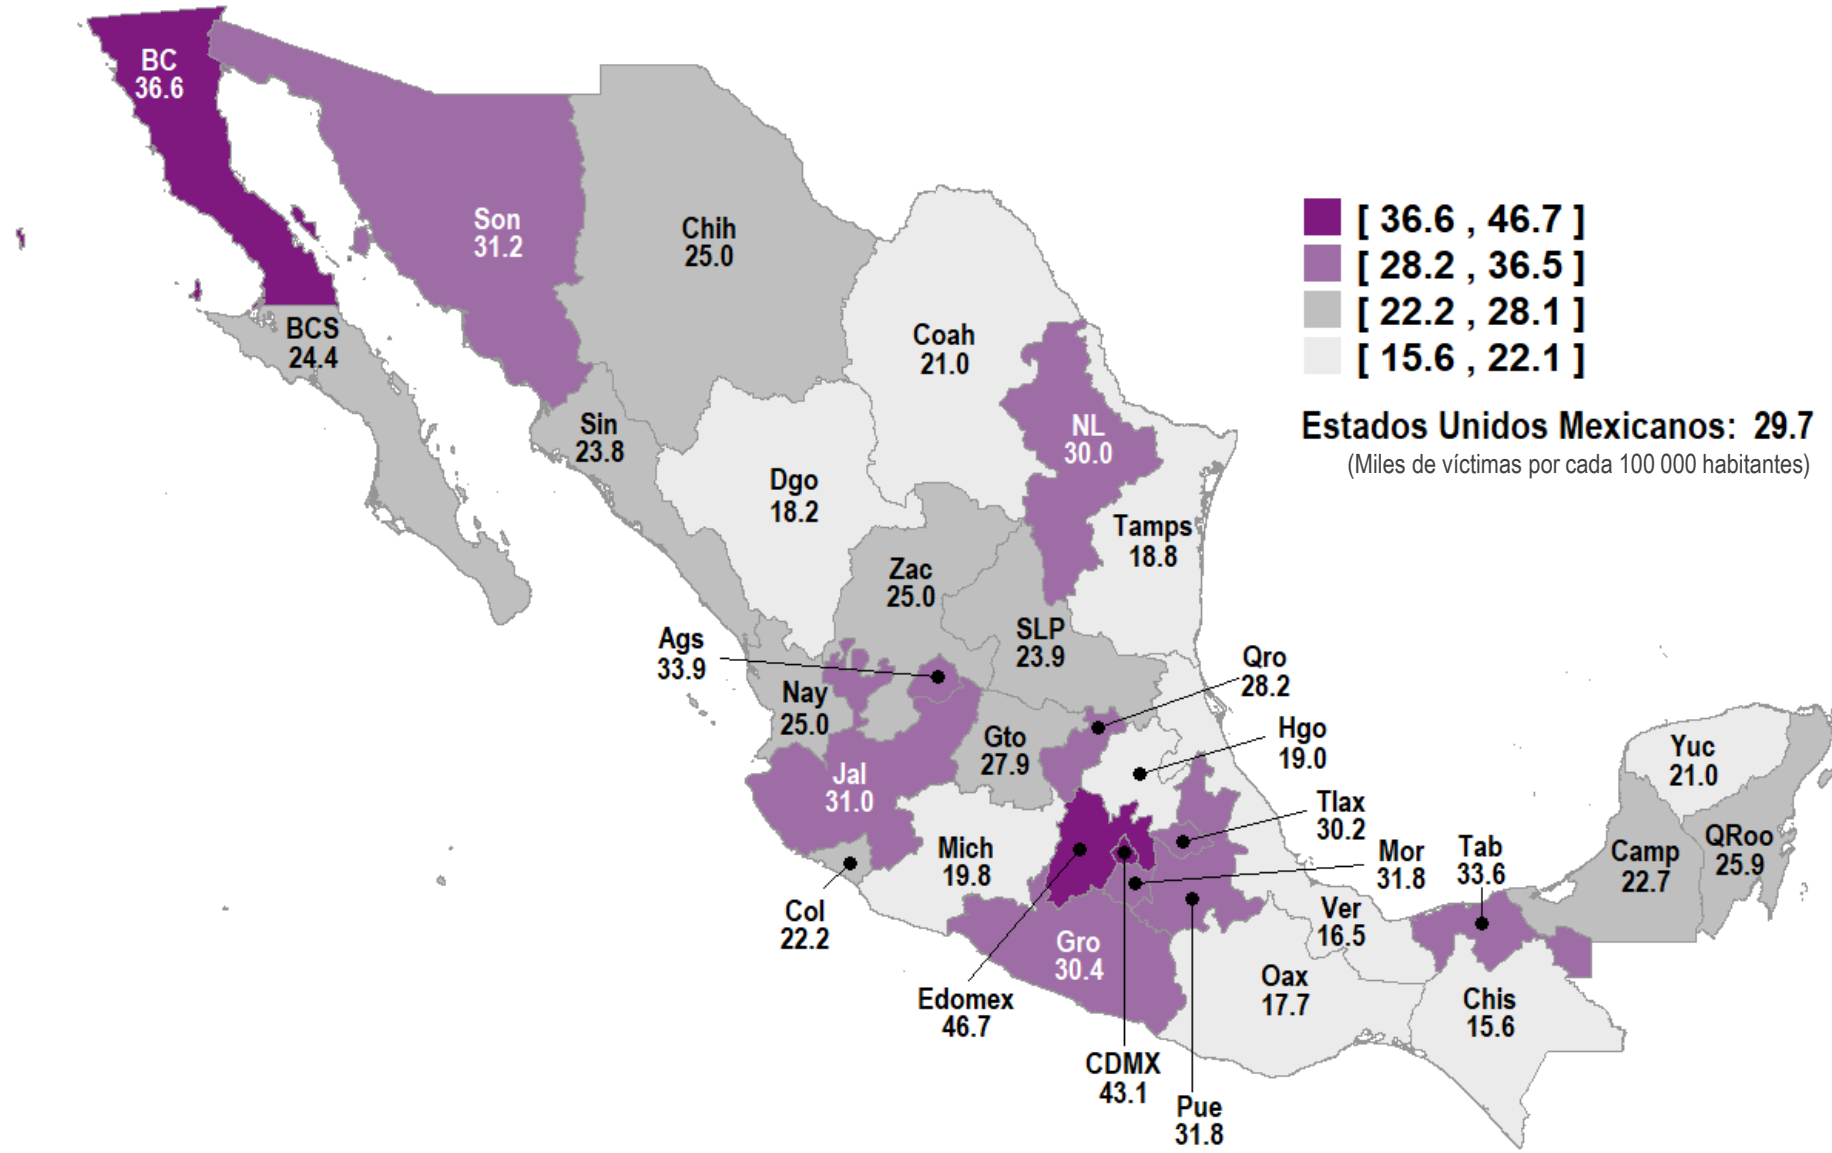 BC
36.6
Son
31.2
Chih
25.0
[ 36.6 , 46.7 ]
[ 28.2 , 36.5 ]
[ 22.2 , 28.1 ]
[ 15.6 , 22.1 ]
Estados Unidos Mexicanos: 29.7
(Miles de víctimas por cada 100 000 habitantes)
BCS
24.4
Coah
21.0
Sin
23.8
NL
30.0
Dgo
18.2
Tamps
18.8
Zac
25.0
SLP
23.9
Ags
33.9
Nay
25.0
Qro
28.2
Gto
27.9
Hgo
19.0
Jal
31.0
Yuc
21.0
Tlax
30.2
Mich
19.8
Mor
31.8
Tab
33.6
Camp
22.7
QRoo
25.9
Col
22.2
Ver
16.5
Gro
30.4
Oax
17.7
Edomex
46.7
Chis
15.6
CDMX
43.1
Pue
31.8